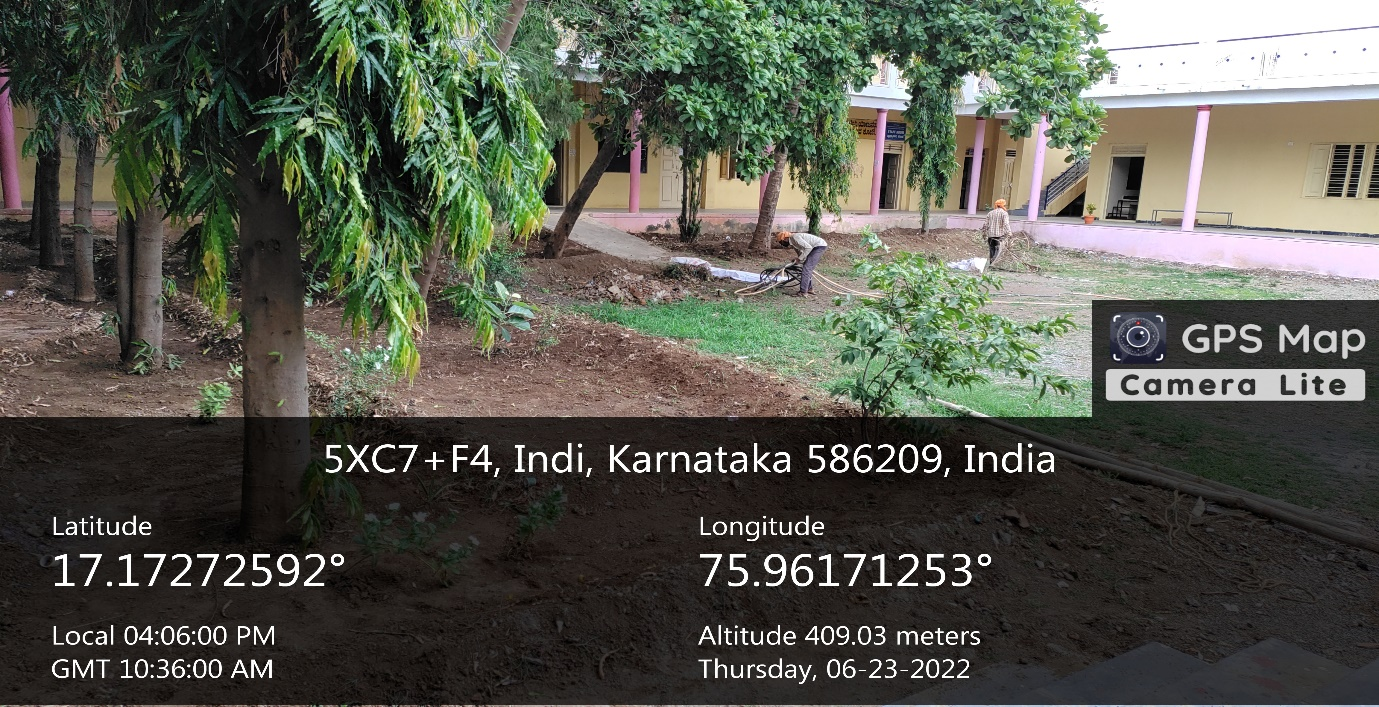 GPS Map
Camera Lite
5XC7+F4, Indi, Karnataka 586209, India
Latitude
17.17272592°
Longitude
75.96171253°
Local 04:06:00 PM
GMT 10:36:00 AM
Altitude 409.03 meters
Thursday, 06-23-2022